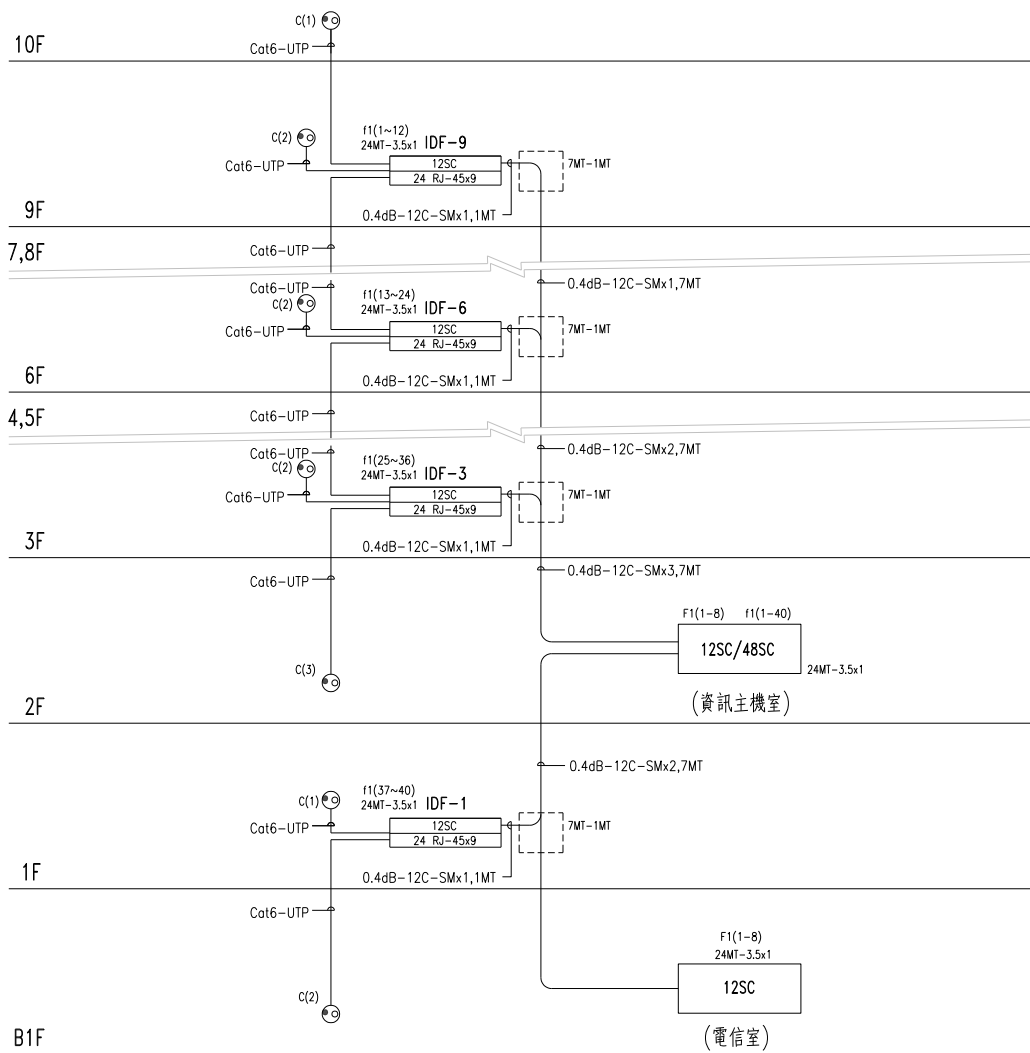 C(1)
10F
Cat6-UTP
f1(1~12)
C(2)
24MT-3.5x1 IDF-9
Cat6-UTP
12SC
7MT-1MT
24 RJ-45x9
9F
0.4dB-12C-SMx1,1MT
7,8F
Cat6-UTP
Cat6-UTP
0.4dB-12C-SMx1,7MT
f1(13~24)
C(2)
24MT-3.5x1 IDF-6
Cat6-UTP
12SC
7MT-1MT
24 RJ-45x9
6F
0.4dB-12C-SMx1,1MT
4,5F
Cat6-UTP
Cat6-UTP
0.4dB-12C-SMx2,7MT
f1(25~36)
C(2)
24MT-3.5x1 IDF-3
Cat6-UTP
12SC
7MT-1MT
24 RJ-45x9
3F
0.4dB-12C-SMx1,1MT
Cat6-UTP
0.4dB-12C-SMx3,7MT
F1(1-8) f1(1-40)
12SC/48SC
C(3)
24MT-3.5x1
2F
(資訊主機室)
0.4dB-12C-SMx2,7MT
f1(37~40)
C(1)
24MT-3.5x1 IDF-1
Cat6-UTP
12SC
7MT-1MT
24 RJ-45x9
1F
0.4dB-12C-SMx1,1MT
Cat6-UTP
F1(1-8)
24MT-3.5x1
12SC
C(2)
B1F
(電信室)